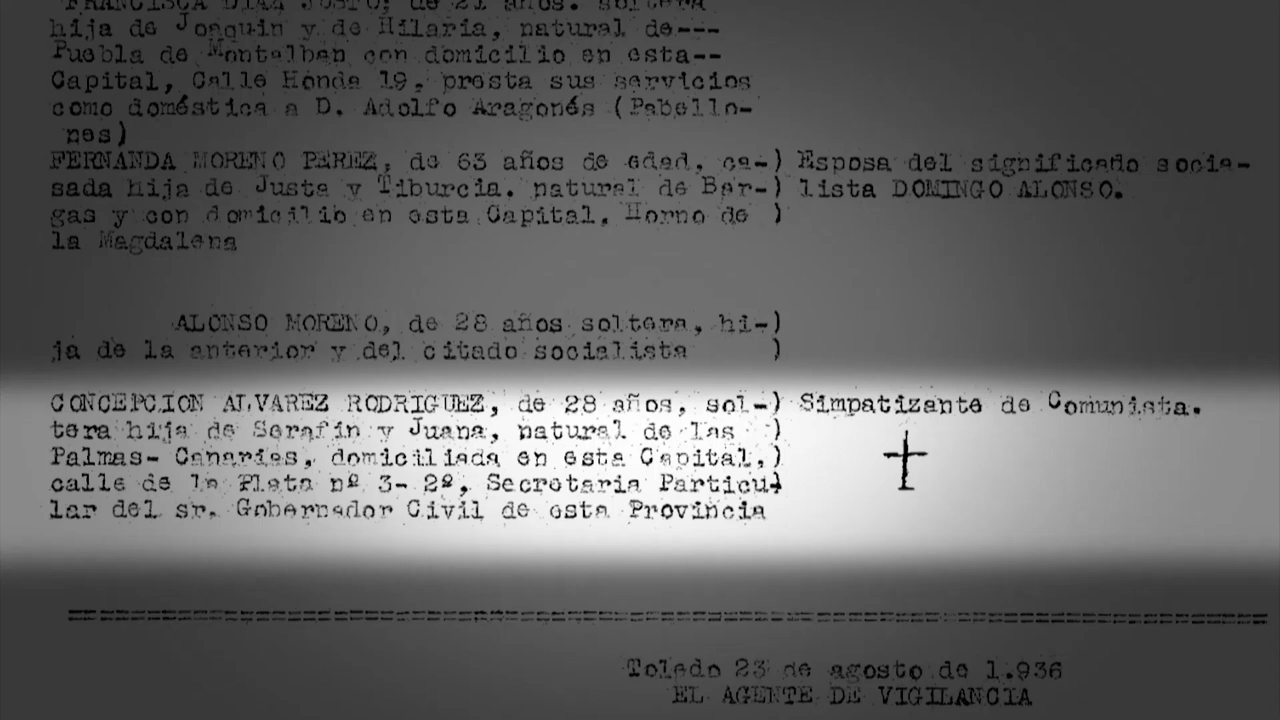 FRANCISCA DIAZ JUSTO, de 21 años. soltera
hija de Joaquin y de Hilaria, natural de---
Puebla de Montalban con domicilio en esta--
Capital, Calle Honda 19, presta sus servicios
como doméstica a D. Adolfo Aragonés (Pabello-
nes)
FERNANDA MORENO PEREZ, de 63 años de edad, ca-) Esposa del significado socia-
sada hija de Justa y Tiburcia. natural de Bar-) lista DOMINGO ALONSO.
gas y con domicilio en esta Capital, Horno de )
la Magdalena
ALONSO MORENO, de 28 años soltera, hi-)
ja de la anterior y del citado socialista )
CONCEPCION ALVAREZ RODRIGUEZ, de 28 años, sol-) Simpatizante de Comunista.
tera hija de Serafin y Juana, natural de las )
Palmas- Canarias, domiciliada en esta Capital,)
calle de la Plata nº 3- 2º, Secretaria Particu-)
lar del sr. Gobernador Civil de esta Provincia
Toledo 23 de agosto de 1.936
EL AGENTE DE VIGILANCIA